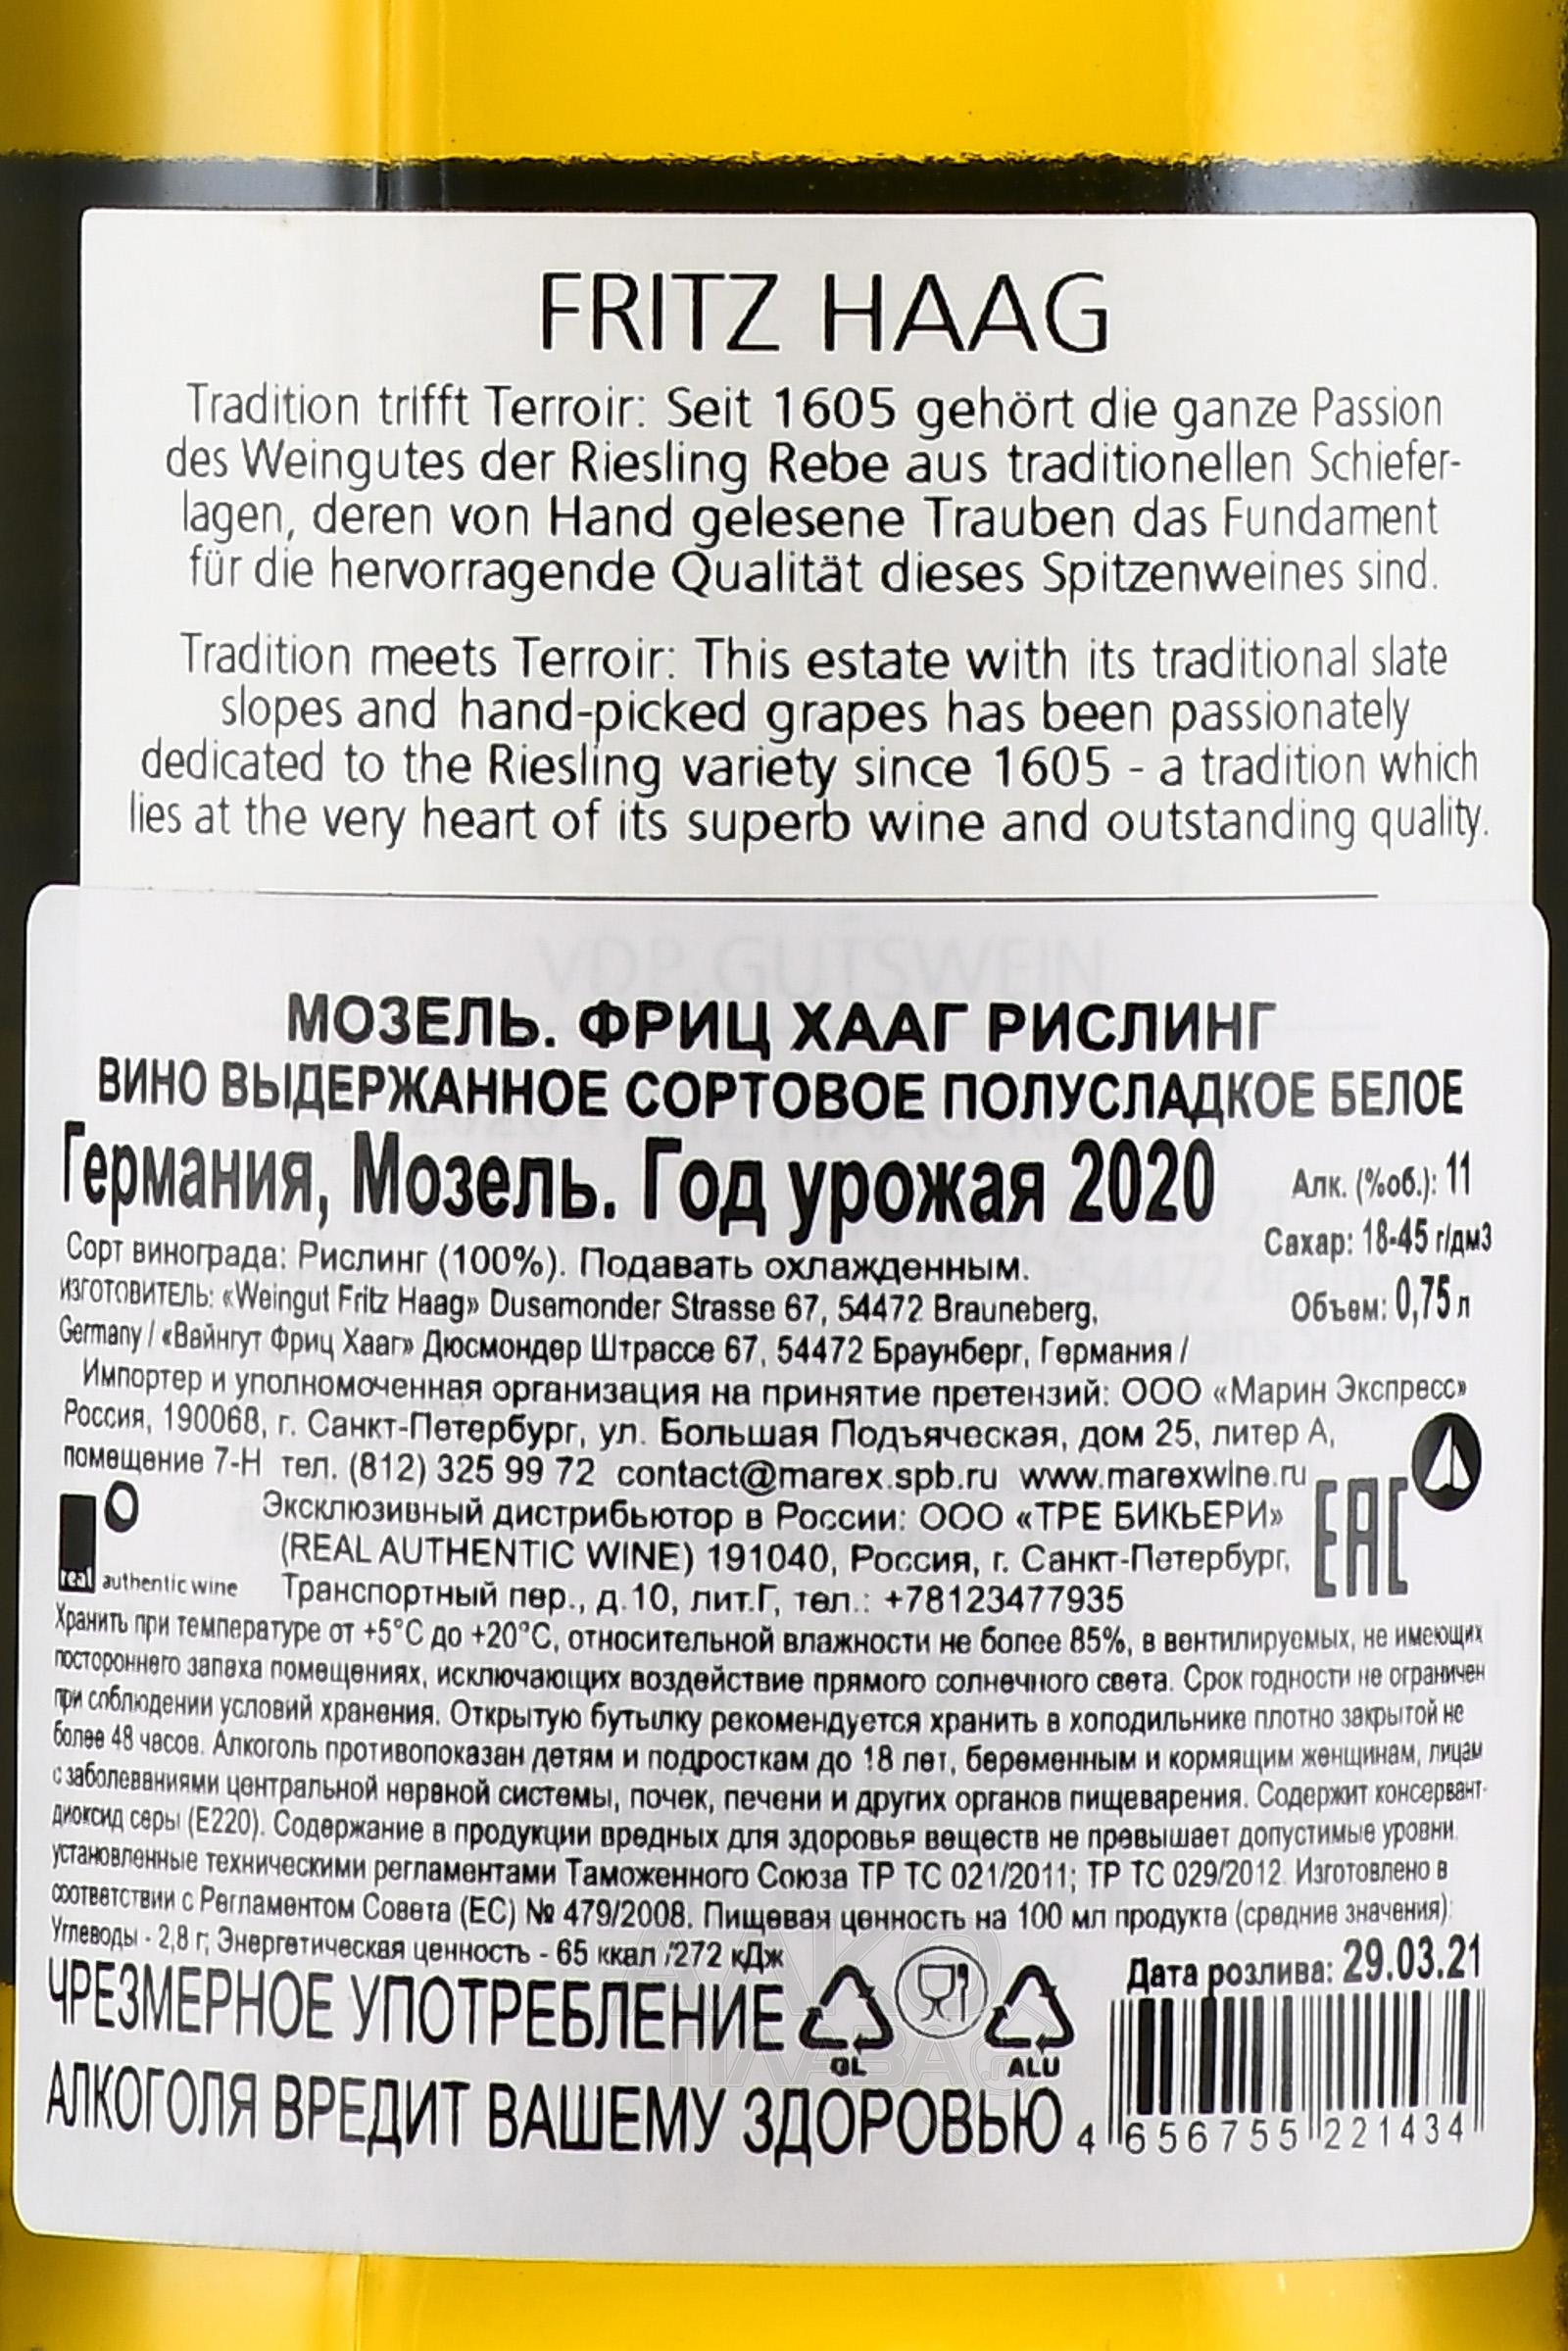 FRITZ HAAG
Tradition trifft Terroir: Seit 1605 gehört die ganze Passion
des Weingutes der Riesling Rebe aus traditionellen Schiefer-
lagen, deren von Hand gelesene Trauben das Fundament
für die hervorragende Qualität dieses Spitzenweines sind.
Tradition meets Terroir: This estate with its traditional slate
slopes and hand-picked grapes has been passionately
dedicated to the Riesling variety since 1605 - a tradition which
lies at the very heart of its superb wine and outstanding quality.
VDP.GUTSWEIN
МОЗЕЛЬ. ФРИЦ ХААГ РИСЛИНГ
ВИНО ВЫДЕРЖАННОЕ СОРТОВОЕ ПОЛУСЛАДКОЕ БЕЛОЕ
Германия, Мозель. Год урожая 2020
Алк. (%об.): 11
Сахар: 18-45 г/дм3
Объем: 0,75 л
Сорт винограда: Рислинг (100%). Подавать охлажденным.
ИЗГОТОВИТЕЛЬ: «Weingut Fritz Haag» Dusemonder Strasse 67, 54472 Brauneberg,
Germany / «Вайнгут Фриц Хааг» Дюсмондер Штрассе 67, 54472 Браунберг, Германия /
Импортер и уполномоченная организация на принятие претензий: ООО «Марин Экспресс»
Россия, 190068, г. Санкт-Петербург, ул. Большая Подъяческая, дом 25, литер А,
помещение 7-Н тел. (812) 325 99 72 contact@marex.spb.ru www.marexwine.ru
EAC
real authentic wine
Эксклюзивный дистрибьютор в России: ООО «ТРЕ БИКЬЕРИ»
(REAL AUTHENTIC WINE) 191040, Россия, г. Санкт-Петербург,
Транспортный пер., д.10, лит.Г, тел.: +78123477935
Хранить при температуре от +5°С до +20°С, относительной влажности не более 85%, в вентилируемых, не имеющих
постороннего запаха помещениях, исключающих воздействие прямого солнечного света. Срок годности не ограничен
при соблюдении условий хранения. Открытую бутылку рекомендуется хранить в холодильнике плотно закрытой не
более 48 часов. Алкоголь противопоказан детям и подросткам до 18 лет, беременным и кормящим женщинам, лицам
с заболеваниями центральной нервной системы, почек, печени и других органов пищеварения. Содержит консервант-
диоксид серы (Е220). Содержание в продукции вредных для здоровья веществ не превышает допустимые уровни,
установленные техническими регламентами Таможенного Союза ТР ТС 021/2011; ТР ТС 029/2012. Изготовлено в
соответствии с Регламентом Совета (ЕС) № 479/2008. Пищевая ценность на 100 мл продукта (средние значения):
Углеводы - 2,8 г; Энергетическая ценность - 65 ккал /272 кДж
Дата розлива: 29.03.21
ЧРЕЗМЕРНОЕ УПОТРЕБЛЕНИЕ
АЛКОГОЛЯ ВРЕДИТ ВАШЕМУ ЗДОРОВЬЮ
GL
ALU
4 656755 221434